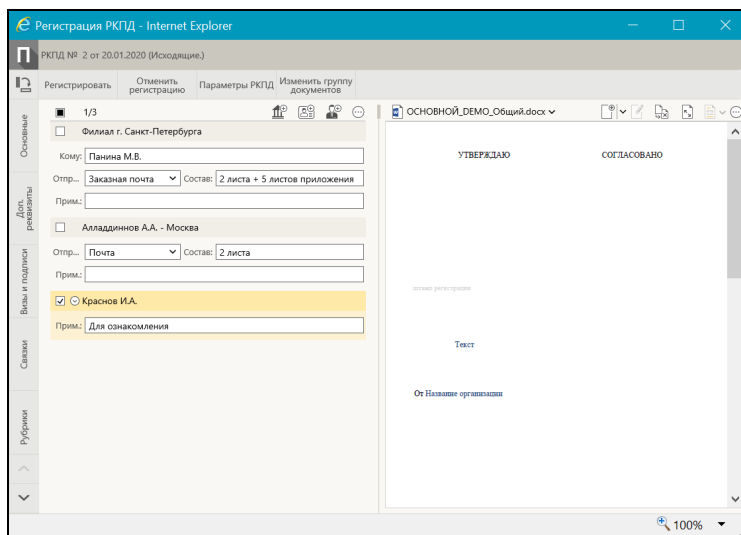 Регистрация РКПД - Internet Explorer
П
РКПД № 2 от 20.01.2020 (Исходящие.)
Регистрировать
Отменить регистрацию
Параметры РКПД
Изменить группу документов
Основные
Доп. реквизиты
Визы и подписи
Связки
Рубрики
1/3
Филиал г. Санкт-Петербурга
Кому: Панина М.В.
Отпр... Заказная почта Состав: 2 листа + 5 листов приложения
Прим.:
Алладдиннов А.А. - Москва
Отпр... Почта Состав: 2 листа
Прим.:
Краснов И.А.
Прим.: Для ознакомления
ОСНОВНОЙ_DEMO_Общий.docx
УТВЕРЖДАЮ СОГЛАСОВАНО
штамп регистрации
Текст
От Название организации
100%